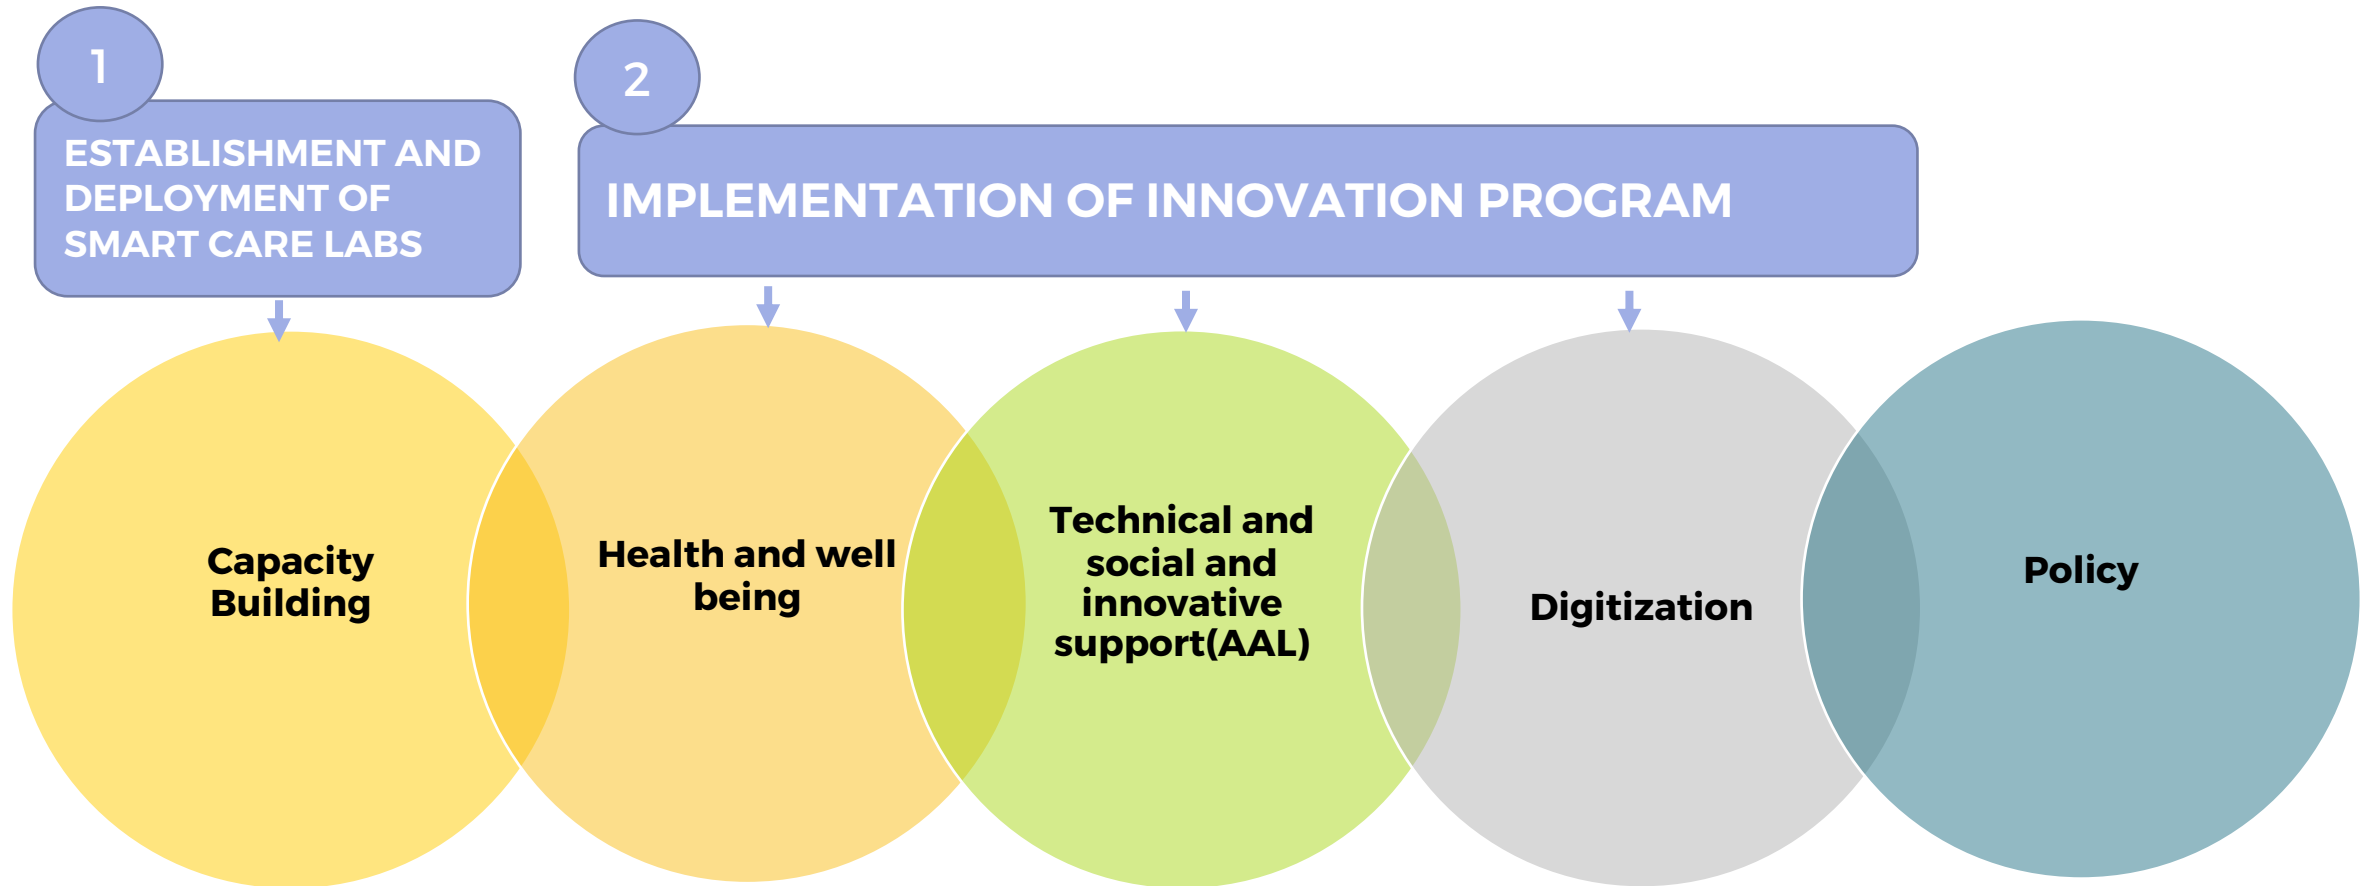 1
ESTABLISHMENT AND
DEPLOYMENT OF
SMART CARE LABS
2
IMPLEMENTATION OF INNOVATION PROGRAM
Capacity
Building
Health and well
being
Technical and
social and
innovative
support(AAL)
Digitization
Policy